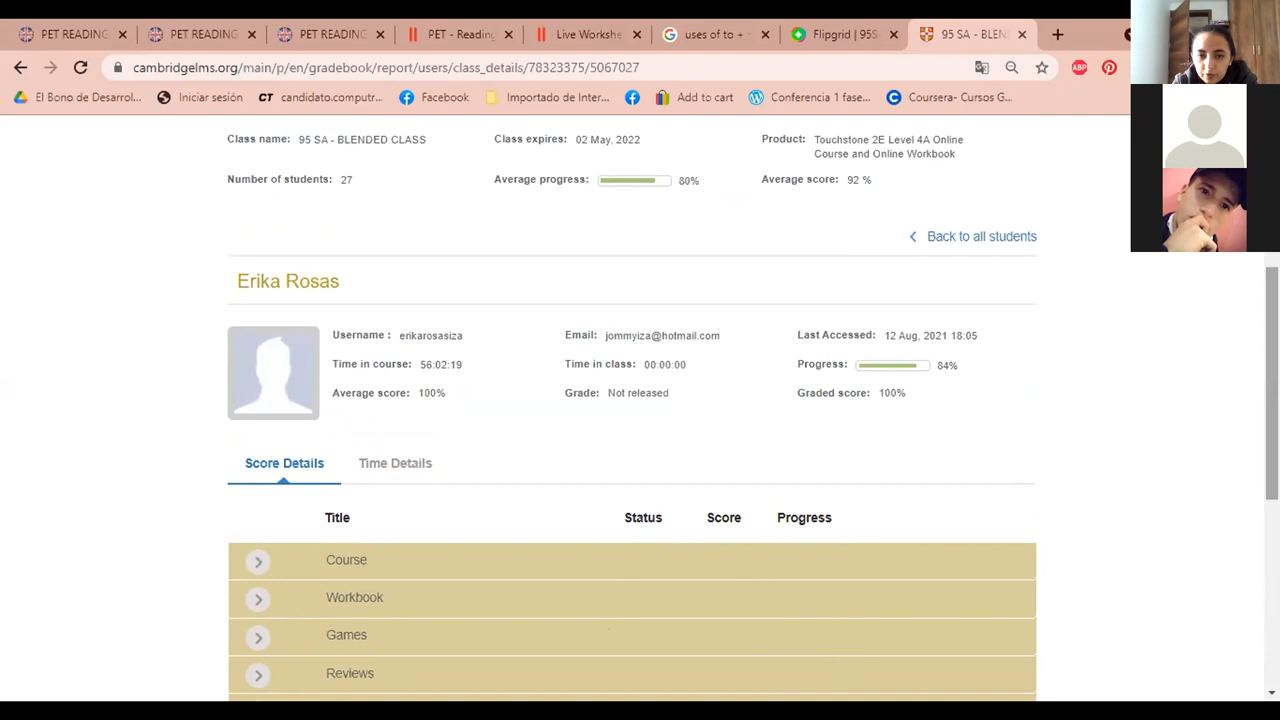 PET READING
PET READING
PET READING
PET - Reading
Live Workshe
uses of to +
Flipgrid | 95S
95 SA - BLEN
cambridgelms.org/main/p/en/gradebook/report/users/class_details/78323375/5067027
ABP
El Bono de Desarrol...
Iniciar sesión
CT candidato.computr...
Facebook
Importado de Inter...
Add to cart
Conferencia 1 fase...
Coursera- Cursos G...
Class name: 95 SA - BLENDED CLASS
Class expires: 02 May, 2022
Product: Touchstone 2E Level 4A Online
Course and Online Workbook
Number of students: 27
Average progress: 80%
Average score: 92 %
Back to all students
Erika Rosas
Username : erikarosasiza
Email: jommyiza@hotmail.com
Last Accessed: 12 Aug, 2021 18:05
Time in course: 56:02:19
Time in class: 00:00:00
Progress: 84%
Average score: 100%
Grade: Not released
Graded score: 100%
Score Details
Time Details
Title
Status
Score
Progress
Course
Workbook
Games
Reviews